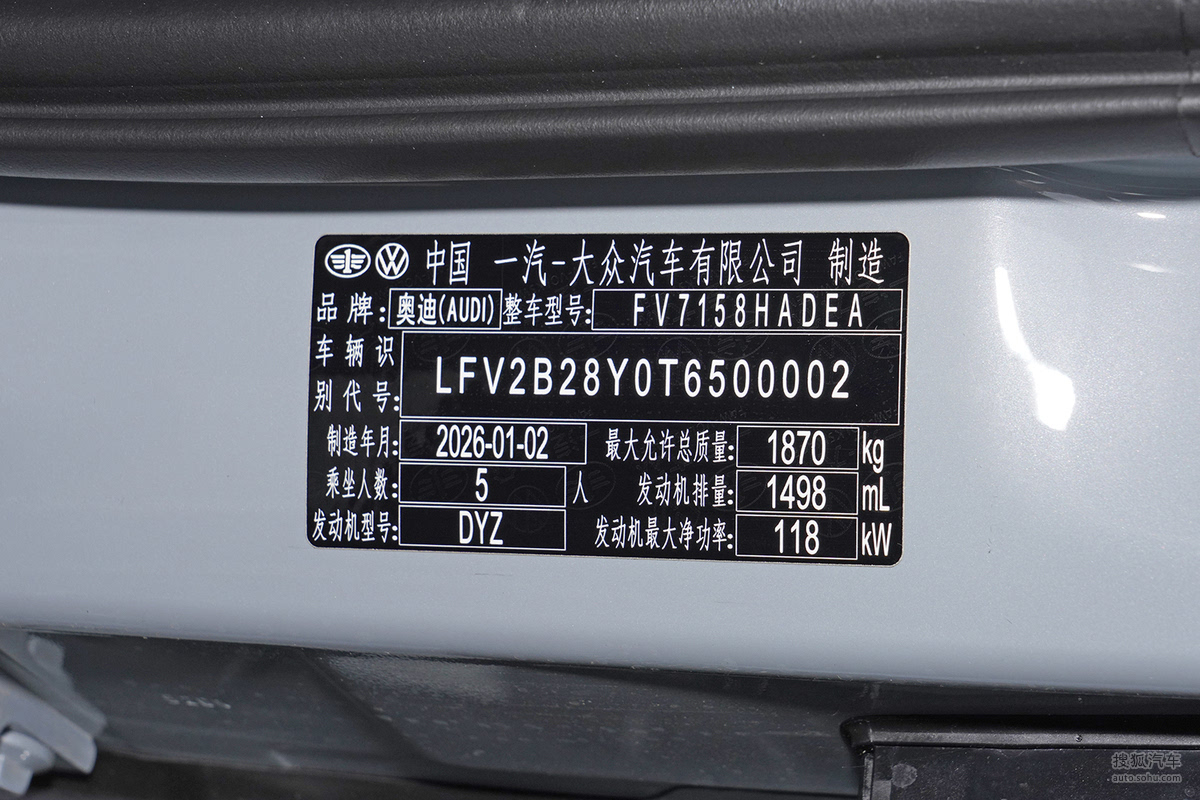 中国 一汽-大众汽车有限公司 制造
品牌: 奥迪(AUDI) 整车型号: FV7158HADEA
车辆识别代号: LFV2B28Y0T6500002
制造年月: 2026-01-02 最大允许总质量: 1870 kg
乘坐人数: 5 人 发动机排量: 1498 mL
发动机型号: DYZ 发动机最大净功率: 118 kW
搜狐汽车
auto.sohu.com